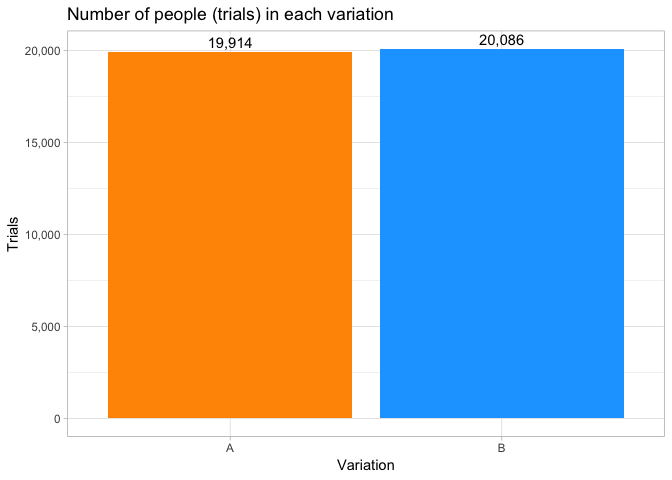 Number of people (trials) in each variation
19,914
20,086
20,000
15,000
10,000
5,000
0
Trials
A
B
Variation